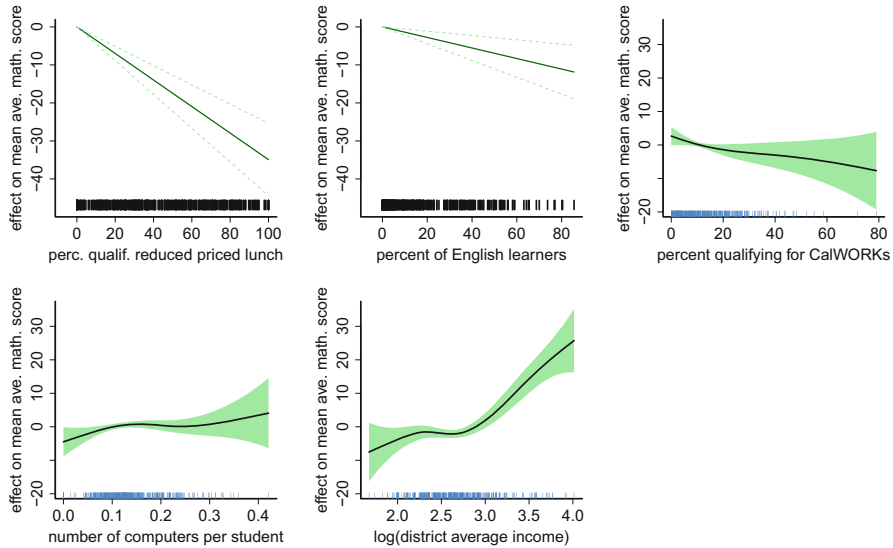 effect on mean ave. math. score
0
−10
−20
−30
−40
0 20 40 60 80 100
perc. qualif. reduced priced lunch
effect on mean ave. math. score
0
−10
−20
−30
−40
0 20 40 60 80
percent of English learners
effect on mean ave. math. score
30
20
10
0
−20
0 20 40 60 80
percent qualifying for CalWORKs
effect on mean ave. math. score
30
20
10
0
−20
0.0 0.1 0.2 0.3 0.4
number of computers per student
effect on mean ave. math. score
30
20
10
0
−20
2.0 2.5 3.0 3.5 4.0
log(district average income)